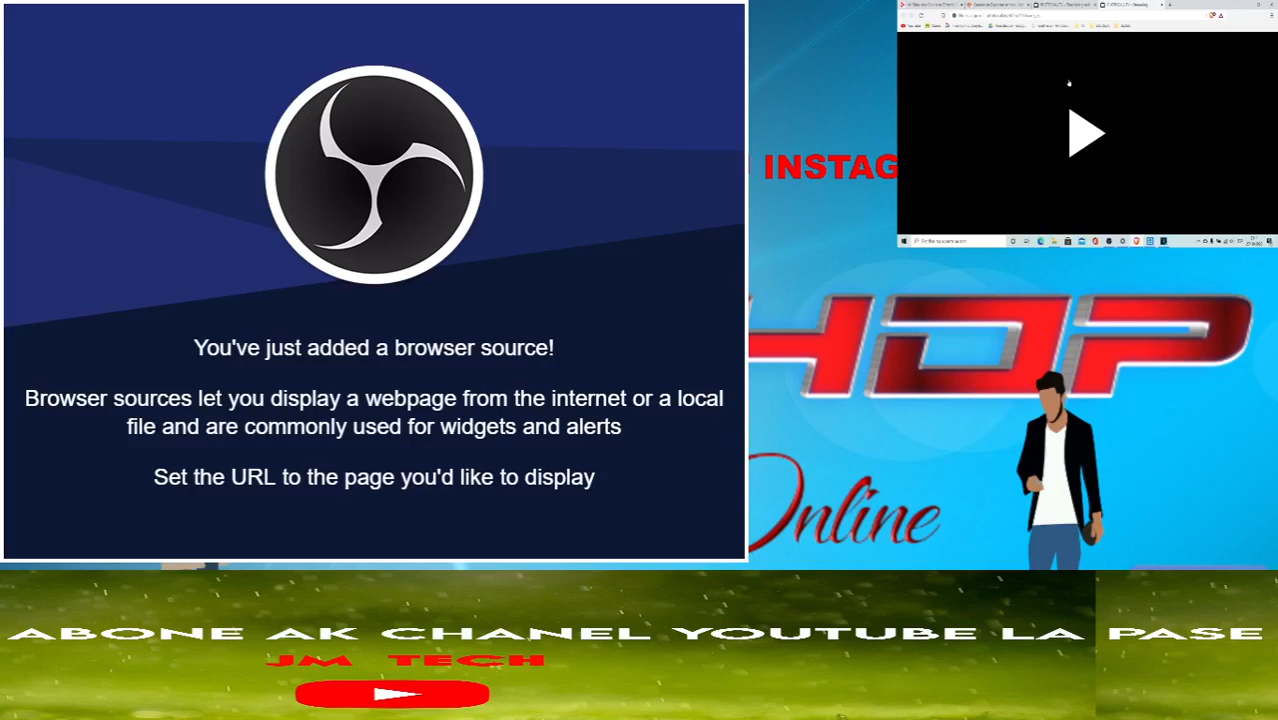 You've just added a browser source!
Browser sources let you display a webpage from the internet or a local
file and are commonly used for widgets and alerts
Set the URL to the page you'd like to display
INSTAG
HDP
Online
ABONE AK CHANEL YOUTUBE LA PASE
JM TECH